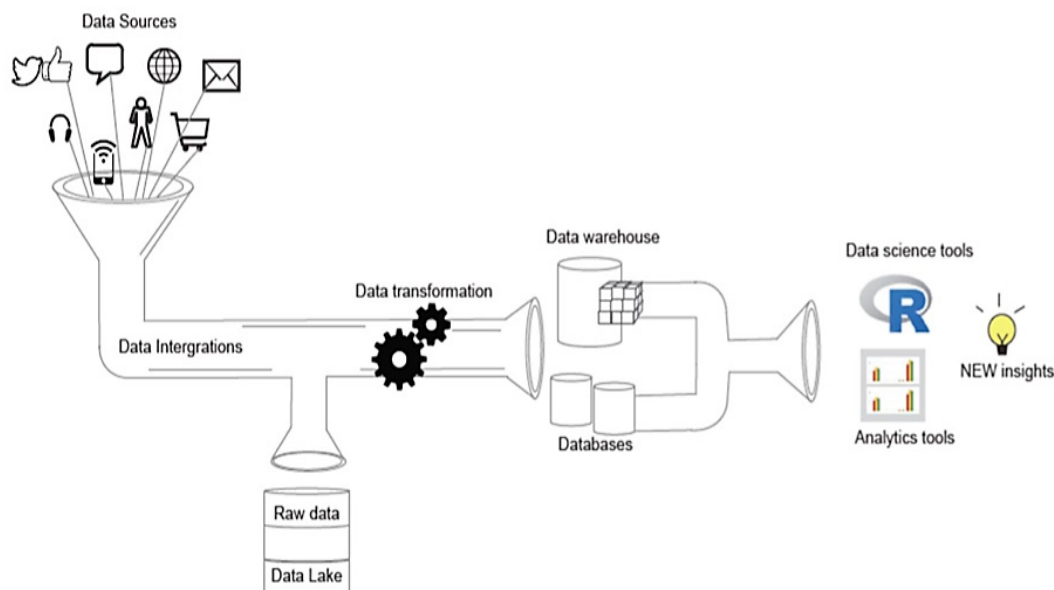 Data Sources
Data warehouse
Data science tools
Data transformation
R
Data Intergrations
NEW insights
Databases
Analytics tools
Raw data
Data Lake